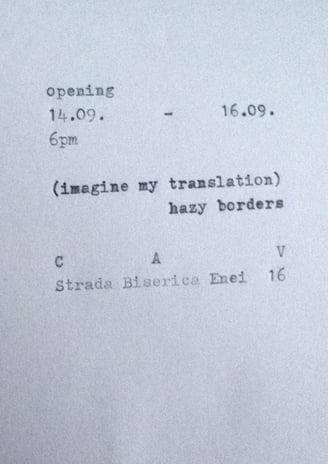 opening
14.09. - 16.09.
6pm
(imagine my translation)
hazy borders
C A V
Strada Biserica Enei 16